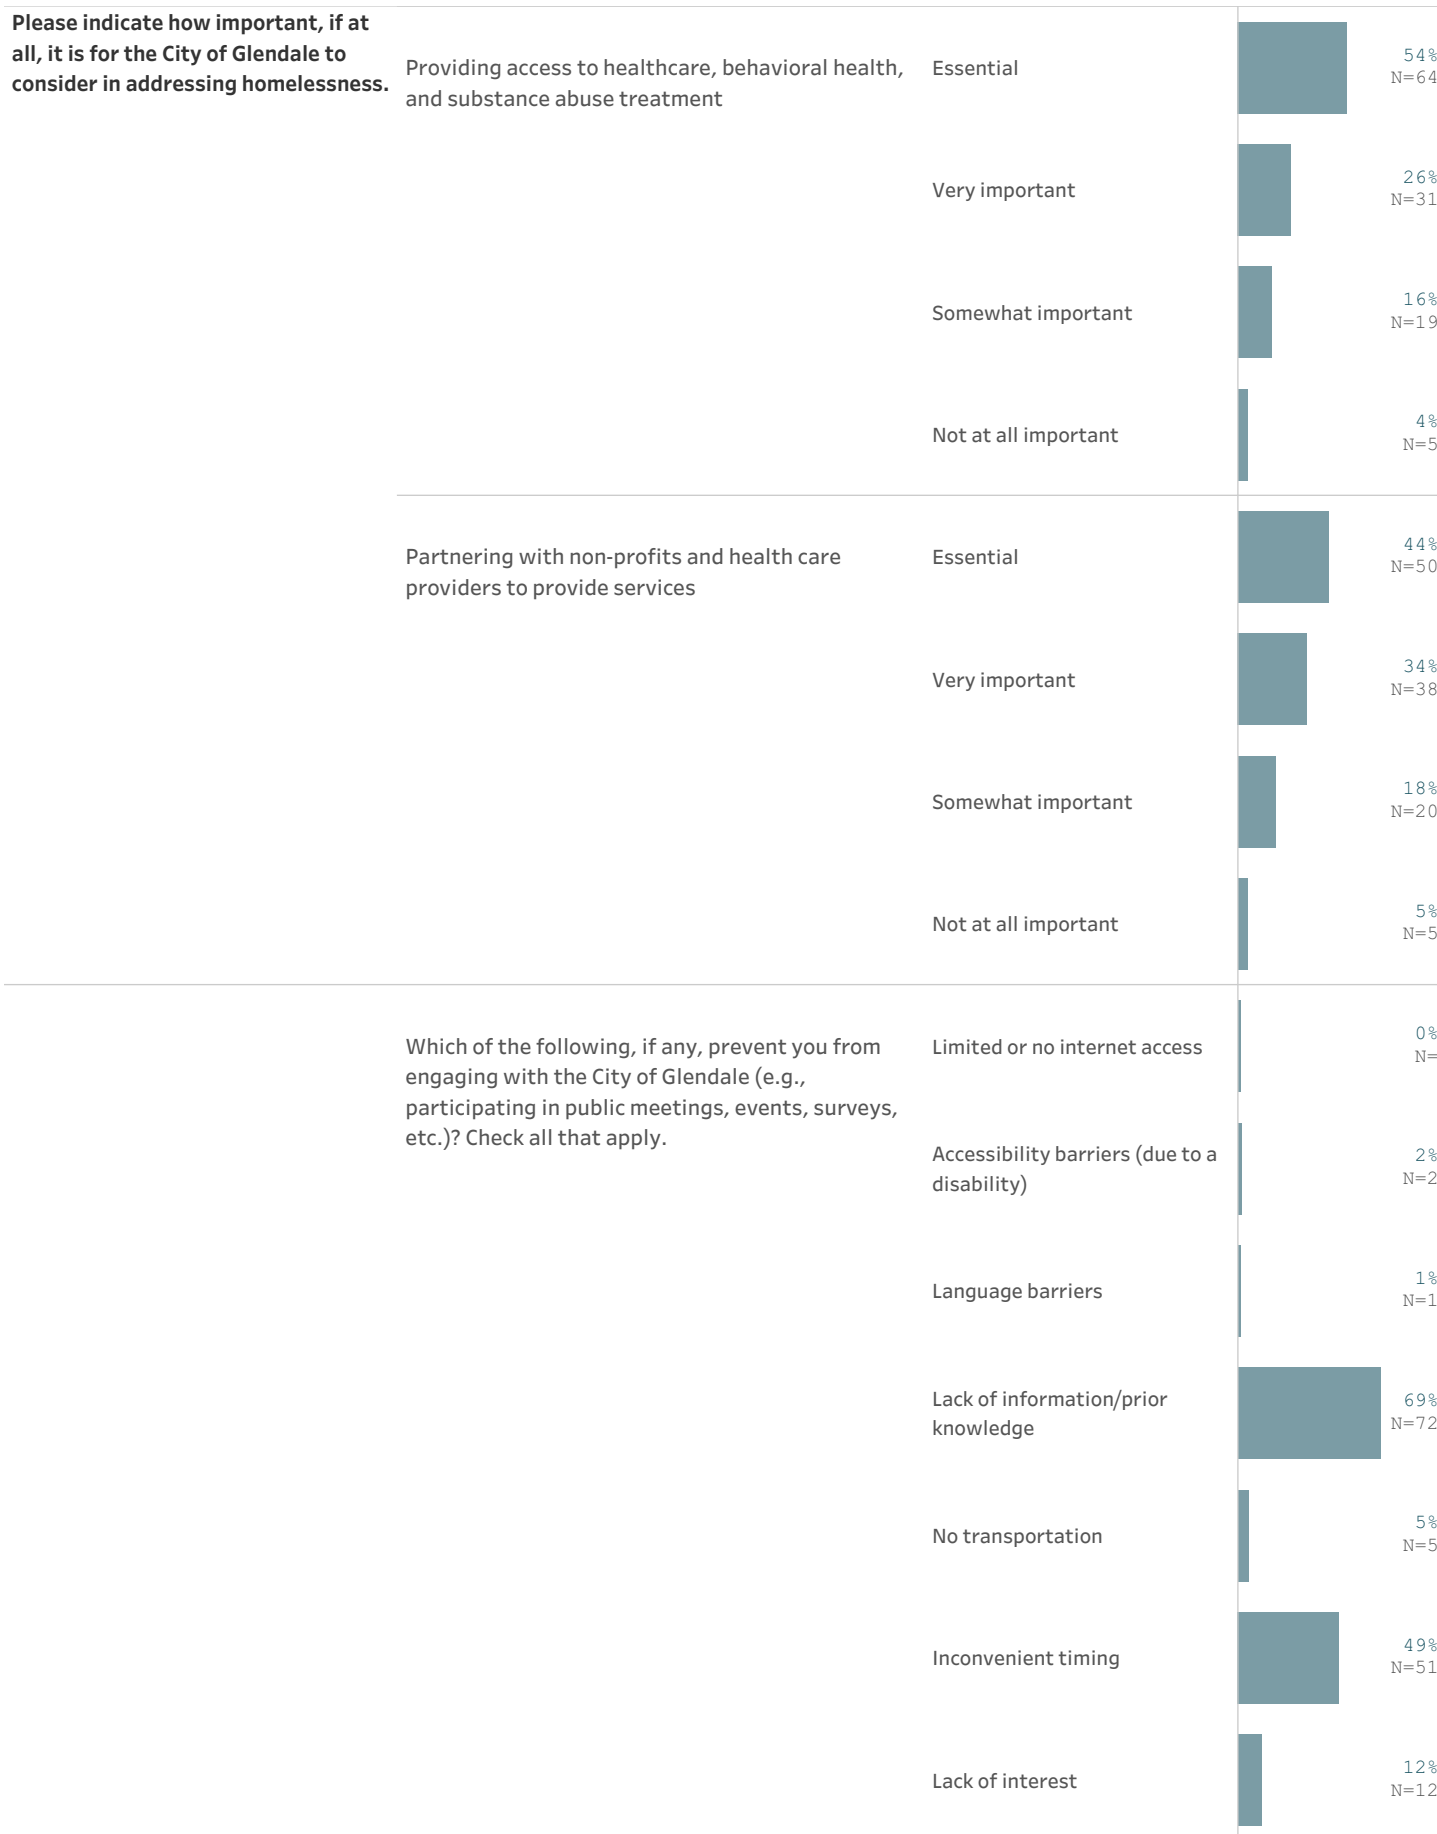 Please indicate how important, if at
all, it is for the City of Glendale to
consider in addressing homelessness.
Providing access to healthcare, behavioral health,
and substance abuse treatment
Essential
54%
N=64
Very important
26%
N=31
Somewhat important
16%
N=19
Not at all important
4%
N=5
Partnering with non-profits and health care
providers to provide services
Essential
44%
N=50
Very important
34%
N=38
Somewhat important
18%
N=20
Not at all important
5%
N=5
Which of the following, if any, prevent you from
engaging with the City of Glendale (e.g.,
participating in public meetings, events, surveys,
etc.)? Check all that apply.
Limited or no internet access
0%
N=
Accessibility barriers (due to a
disability)
2%
N=2
Language barriers
1%
N=1
Lack of information/prior
knowledge
69%
N=72
No transportation
5%
N=5
Inconvenient timing
49%
N=51
Lack of interest
12%
N=12